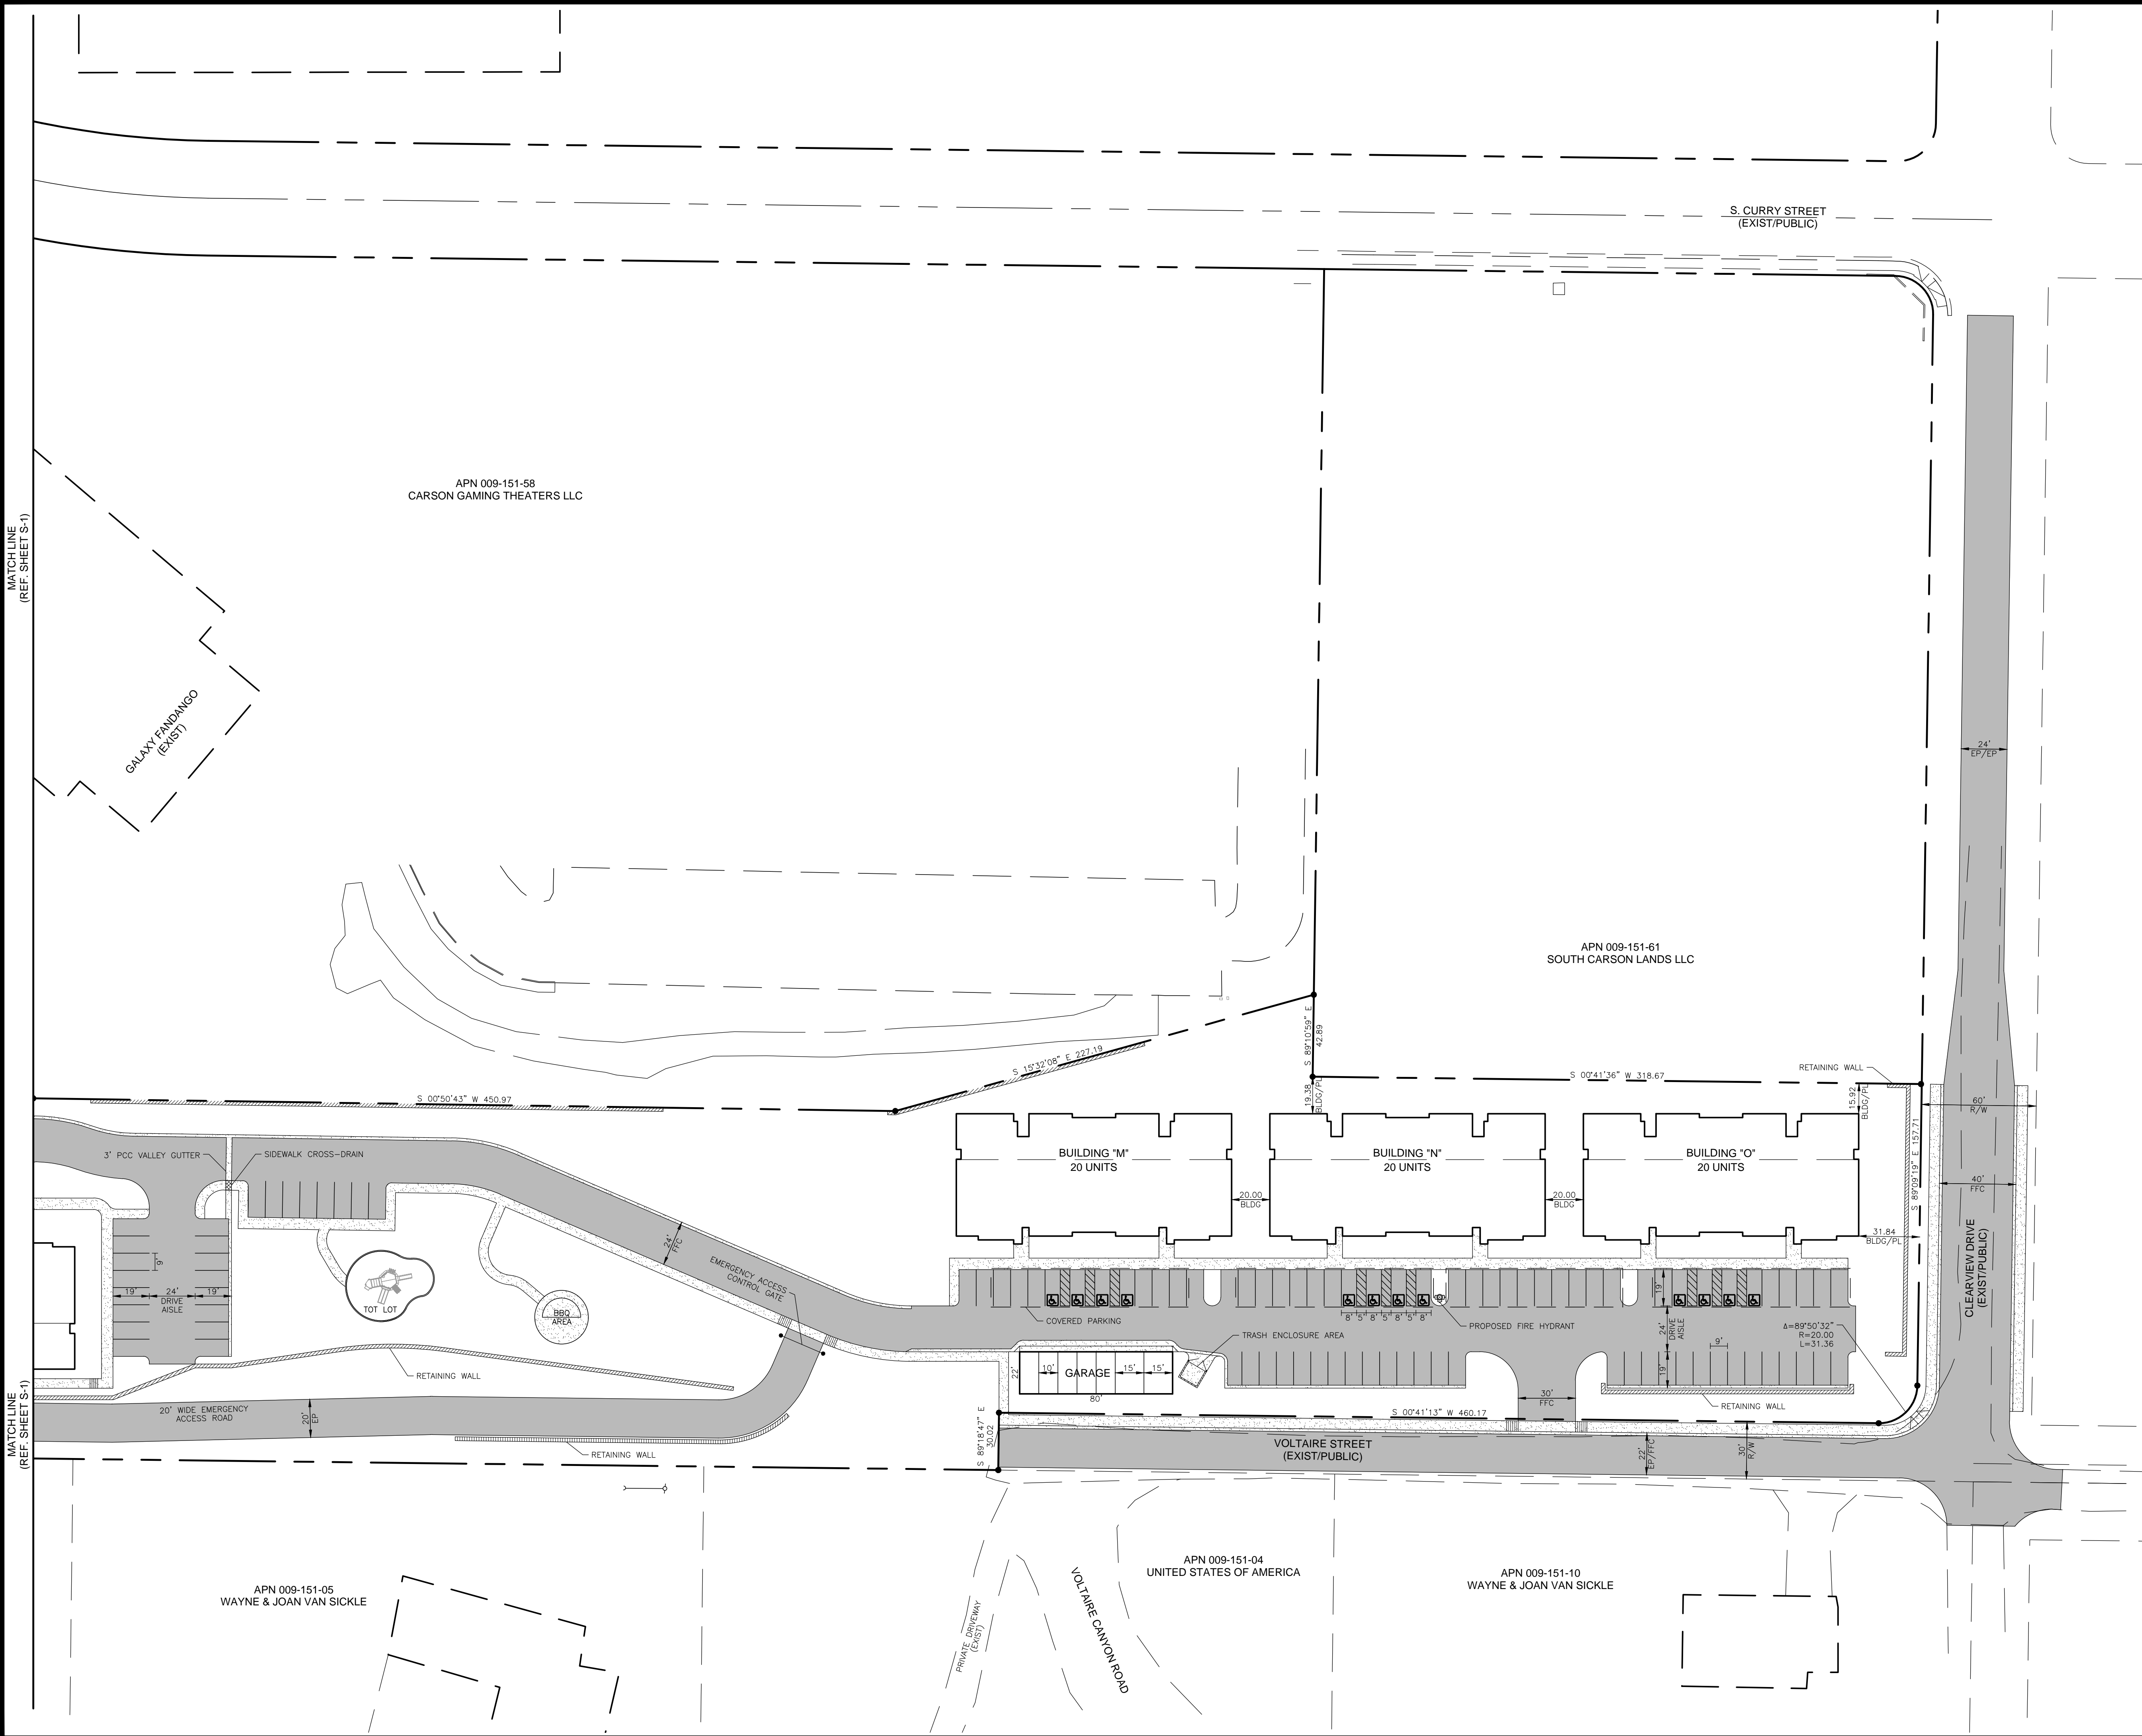 S. CURRY STREET
(EXIST/PUBLIC)
APN 009-151-58
CARSON GAMING THEATERS LLC
MATCH LINE
(REF. SHEET S-1)
GALAXY FANDANGO
(EXIST)
24'
EP/EP
APN 009-151-61
SOUTH CARSON LANDS LLC
S 89°10'59" E
42.89
S 15°32'08" E 227.19
S 00°50'43" W 450.97
S 00°41'36" W 318.67
RETAINING WALL
19.38
BLDG/PL
15.92
BLDG/PL
60'
R/W
S 89°09'19" E 157.71
3' PCC VALLEY GUTTER
SIDEWALK CROSS-DRAIN
BUILDING "M"
20 UNITS
BUILDING "N"
20 UNITS
BUILDING "O"
20 UNITS
20.00
BLDG
20.00
BLDG
40'
FFC
31.84
BLDG/PL
CLEARVIEW DRIVE
(EXIST/PUBLIC)
24'
FFC
EMERGENCY ACCESS
CONTROL GATE
9'
19'
24'
DRIVE
AISLE
19'
TOT LOT
BBQ
AREA
COVERED PARKING
TRASH ENCLOSURE AREA
8' 5' 8' 5' 8' 5' 8'
PROPOSED FIRE HYDRANT
19'
24'
DRIVE
AISLE
19'
9'
Δ=89°50'32"
R=20.00
L=31.36
RETAINING WALL
22'
10'
GARAGE
15'
15'
80'
30'
FFC
RETAINING WALL
MATCH LINE
(REF. SHEET S-1)
20' WIDE EMERGENCY
ACCESS ROAD
20'
EP
RETAINING WALL
S 89°18'47" E
30.02
S 00°41'13" W 460.17
VOLTAIRE STREET
(EXIST/PUBLIC)
22'
EP/FFC
30'
R/W
APN 009-151-05
WAYNE & JOAN VAN SICKLE
PRIVATE DRIVEWAY
(EXIST)
VOLTAIRE CANYON ROAD
APN 009-151-04
UNITED STATES OF AMERICA
APN 009-151-10
WAYNE & JOAN VAN SICKLE